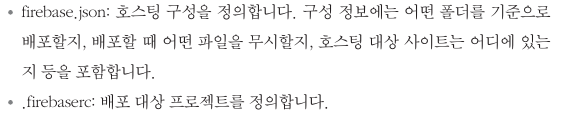 • firebase.json: 호스팅 구성을 정의합니다. 구성 정보에는 어떤 폴더를 기준으로
배포할지, 배포할 때 어떤 파일을 무시할지, 호스팅 대상 사이트는 어디에 있는
지 등을 포함합니다.
• .firebaserc: 배포 대상 프로젝트를 정의합니다.